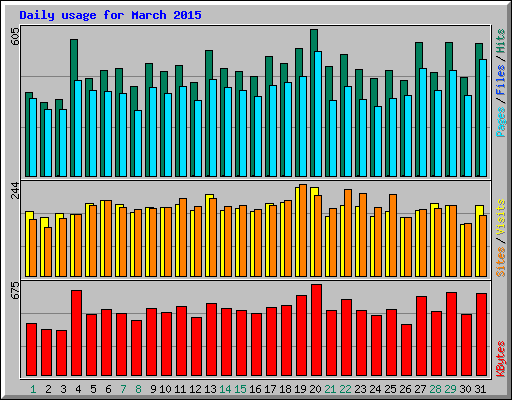 Daily usage for March 2015
605
Pages / Files / Hits
244
Sites / Visits
675
KBytes
1 2 3 4 5 6 7 8 9 10 11 12 13 14 15 16 17 18 19 20 21 22 23 24 25 26 27 28 29 30 31